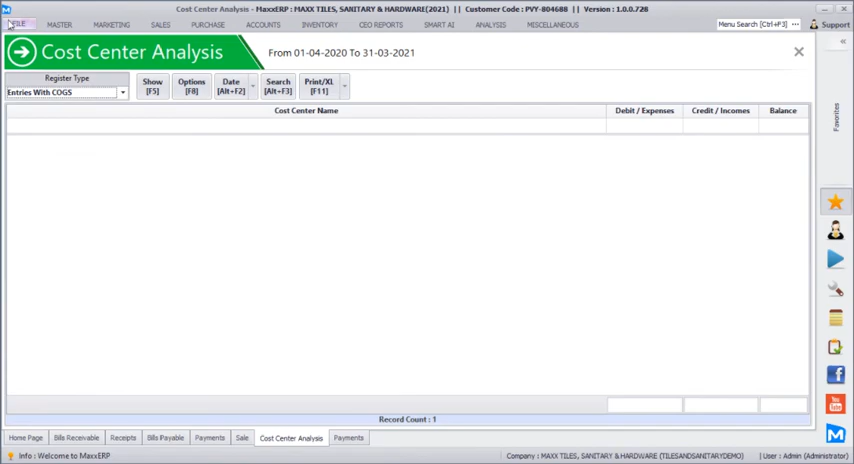 Cost Center Analysis - MaxxERP : MAXX TILES, SANITARY & HARDWARE(2021) || Customer Code : PVY-804688 || Version : 1.0.0.728
FILE MASTER MARKETING SALES PURCHASE ACCOUNTS INVENTORY CEO REPORTS SMART AI ANALYSIS MISCELLANEOUS Menu Search [Ctrl+F3] ... Support
Cost Center Analysis From 01-04-2020 To 31-03-2021
Register Type
Entries With COGS
Show [F5]
Options [F8]
Date [Alt+F2]
Search [Alt+F3]
Print/XL [F11]
Cost Center Name Debit / Expenses Credit / Incomes Balance
Favorites
You Tube
Record Count : 1
Home Page Bills Receivable Receipts Bills Payable Payments Sale Cost Center Analysis Payments
Info : Welcome to MaxxERP Company : MAXX TILES, SANITARY & HARDWARE (TILESANDSANITARYDEMO) User : Admin (Administrator)